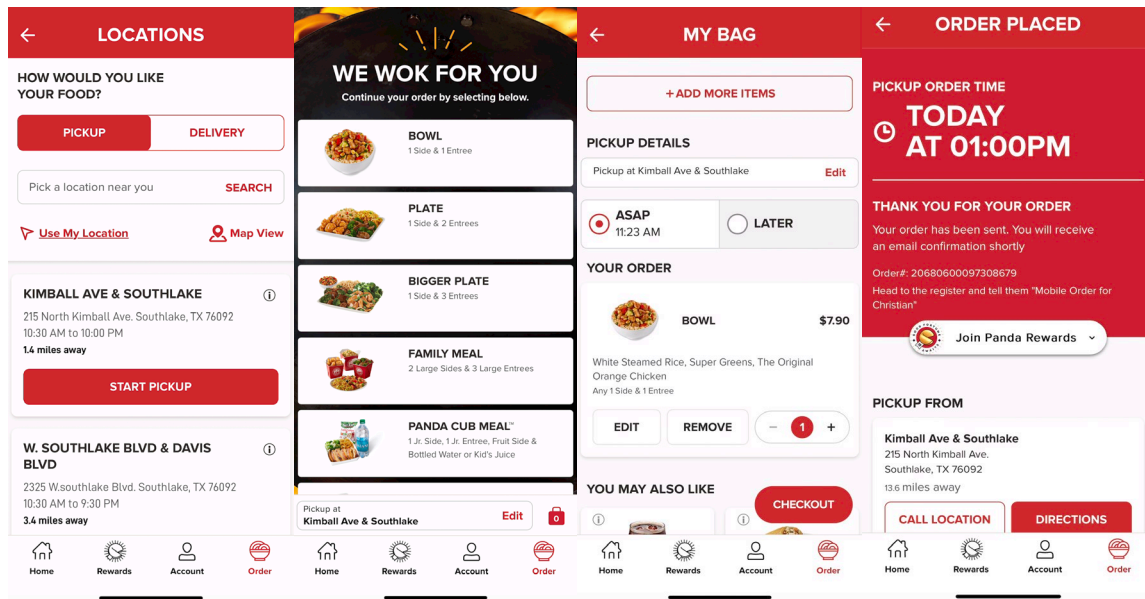 LOCATIONS
HOW WOULD YOU LIKE
YOUR FOOD?
PICKUP
DELIVERY
Pick a location near you
SEARCH
Use My Location
Map View
KIMBALL AVE & SOUTHLAKE
215 North Kimball Ave. Southlake, TX 76092
10:30 AM to 10:00 PM
1.4 miles away
START PICKUP
W. SOUTHLAKE BLVD & DAVIS
BLVD
2325 W.southlake Blvd. Southlake, TX 76092
10:30 AM to 9:30 PM
3.4 miles away
Home
Rewards
Account
Order
WE WOK FOR YOU
Continue your order by selecting below.
BOWL
1 Side & 1 Entree
PLATE
1 Side & 2 Entrees
BIGGER PLATE
1 Side & 3 Entrees
FAMILY MEAL
2 Large Sides & 3 Large Entrees
PANDA CUB MEAL™
1 Jr. Side, 1 Jr. Entree, Fruit Side &
Bottled Water or Kid's Juice
Pickup at
Kimball Ave & Southlake
Edit
0
Home
Rewards
Account
Order
MY BAG
+ ADD MORE ITEMS
PICKUP DETAILS
Pickup at Kimball Ave & Southlake
Edit
ASAP
11:23 AM
LATER
YOUR ORDER
BOWL
$7.90
White Steamed Rice, Super Greens, The Original
Orange Chicken
Any 1 Side & 1 Entree
EDIT
REMOVE
- 1 +
YOU MAY ALSO LIKE
CHECKOUT
Home
Rewards
Account
Order
ORDER PLACED
PICKUP ORDER TIME
TODAY
AT 01:00PM
THANK YOU FOR YOUR ORDER
Your order has been sent. You will receive
an email confirmation shortly
Order#: 20680600097308679
Head to the register and tell them "Mobile Order for
Christian"
Join Panda Rewards
PICKUP FROM
Kimball Ave & Southlake
215 North Kimball Ave.
Southlake, TX 76092
13.6 miles away
CALL LOCATION
DIRECTIONS
Home
Rewards
Account
Order